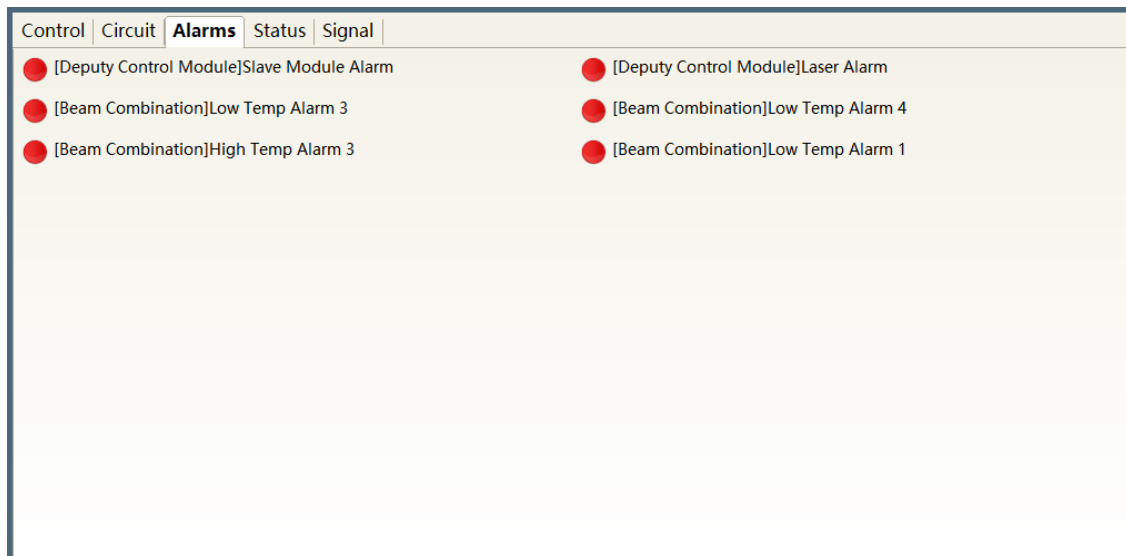 Control Circuit Alarms Status Signal
[Deputy Control Module]Slave Module Alarm [Deputy Control Module]Laser Alarm
[Beam Combination]Low Temp Alarm 3 [Beam Combination]Low Temp Alarm 4
[Beam Combination]High Temp Alarm 3 [Beam Combination]Low Temp Alarm 1